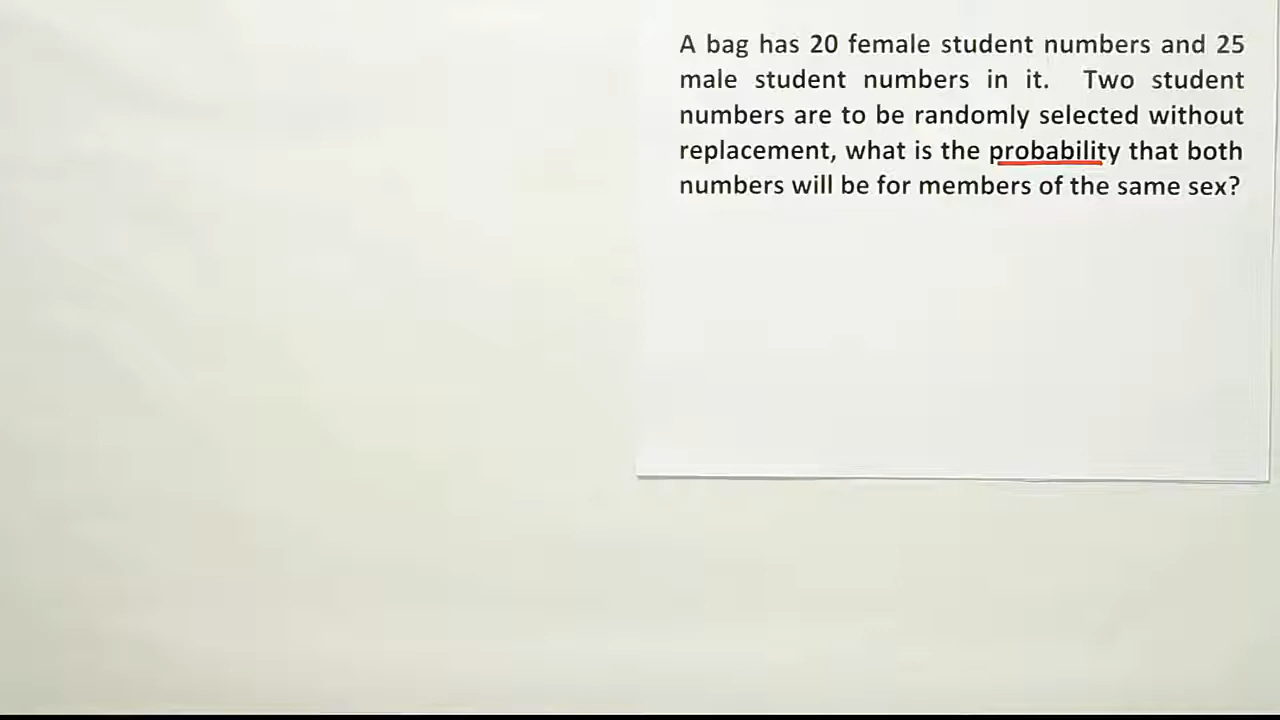 A bag has 20 female student numbers and 25
male student numbers in it. Two student
numbers are to be randomly selected without
replacement, what is the probability that both
numbers will be for members of the same sex?